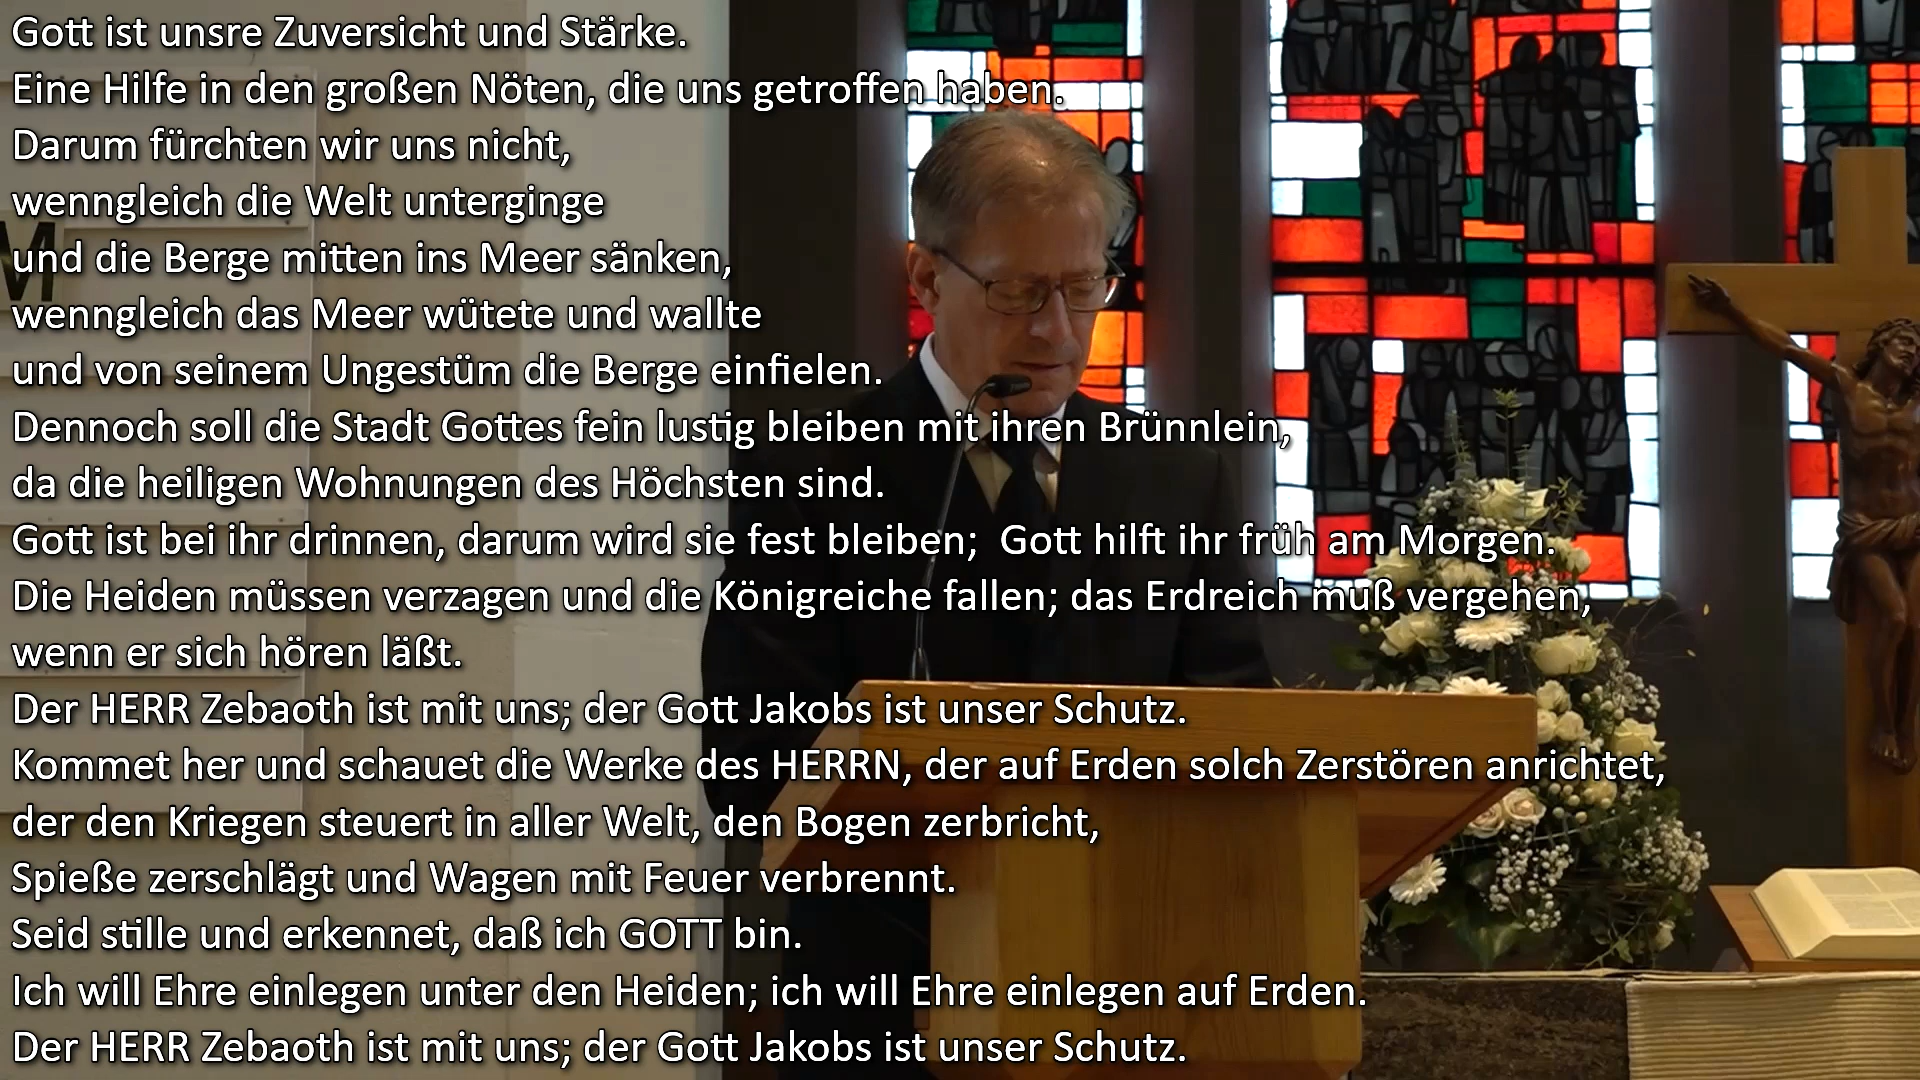 Gott ist unsre Zuversicht und Stärke.
Eine Hilfe in den großen Nöten, die uns getroffen haben.
Darum fürchten wir uns nicht,
wenngleich die Welt unterginge
und die Berge mitten ins Meer sänken,
wenngleich das Meer wütete und wallte
und von seinem Ungestüm die Berge einfielen.
Dennoch soll die Stadt Gottes fein lustig bleiben mit ihren Brünnlein,
da die heiligen Wohnungen des Höchsten sind.
Gott ist bei ihr drinnen, darum wird sie fest bleiben;  Gott hilft ihr früh am Morgen.
Die Heiden müssen verzagen und die Königreiche fallen; das Erdreich muß vergehen,
wenn er sich hören läßt.
Der HERR Zebaoth ist mit uns; der Gott Jakobs ist unser Schutz.
Kommet her und schauet die Werke des HERRN, der auf Erden solch Zerstören anrichtet,
der den Kriegen steuert in aller Welt, den Bogen zerbricht,
Spieße zerschlägt und Wagen mit Feuer verbrennt.
Seid stille und erkennet, daß ich GOTT bin.
Ich will Ehre einlegen unter den Heiden; ich will Ehre einlegen auf Erden.
Der HERR Zebaoth ist mit uns; der Gott Jakobs ist unser Schutz.